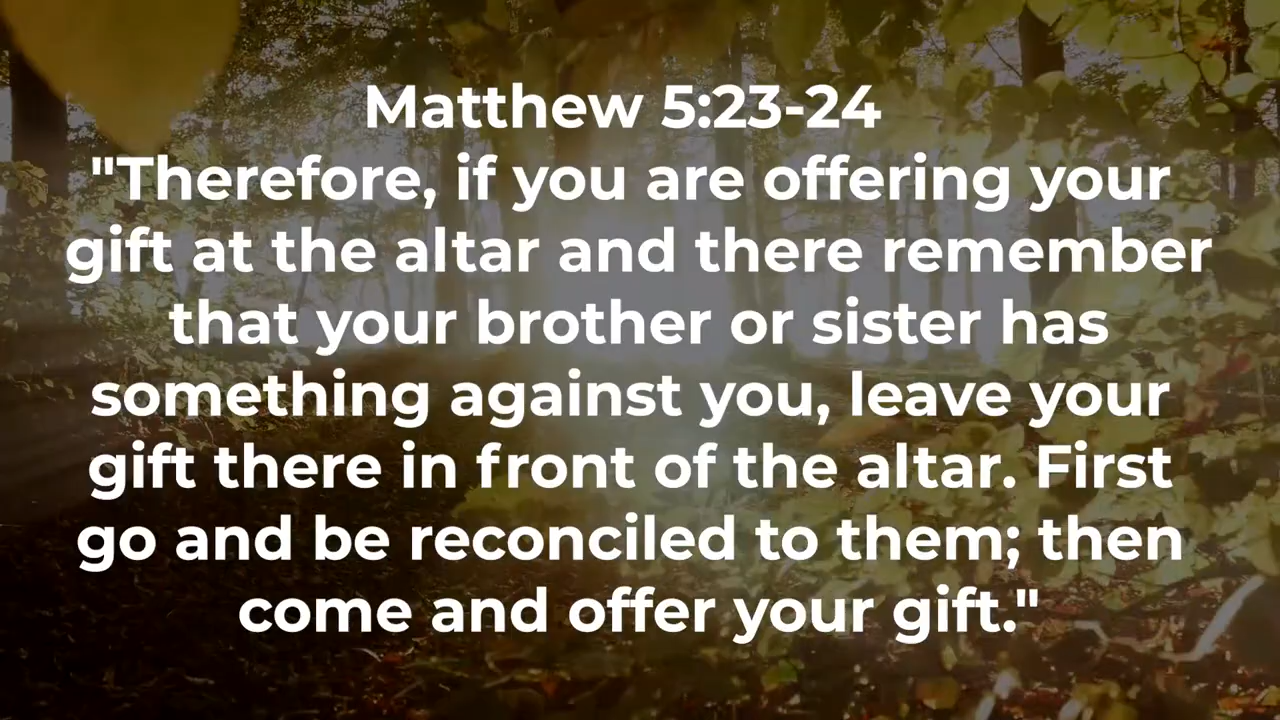 Matthew 5:23-24
"Therefore, if you are offering your
gift at the altar and there remember
that your brother or sister has
something against you, leave your
gift there in front of the altar. First
go and be reconciled to them; then
come and offer your gift."